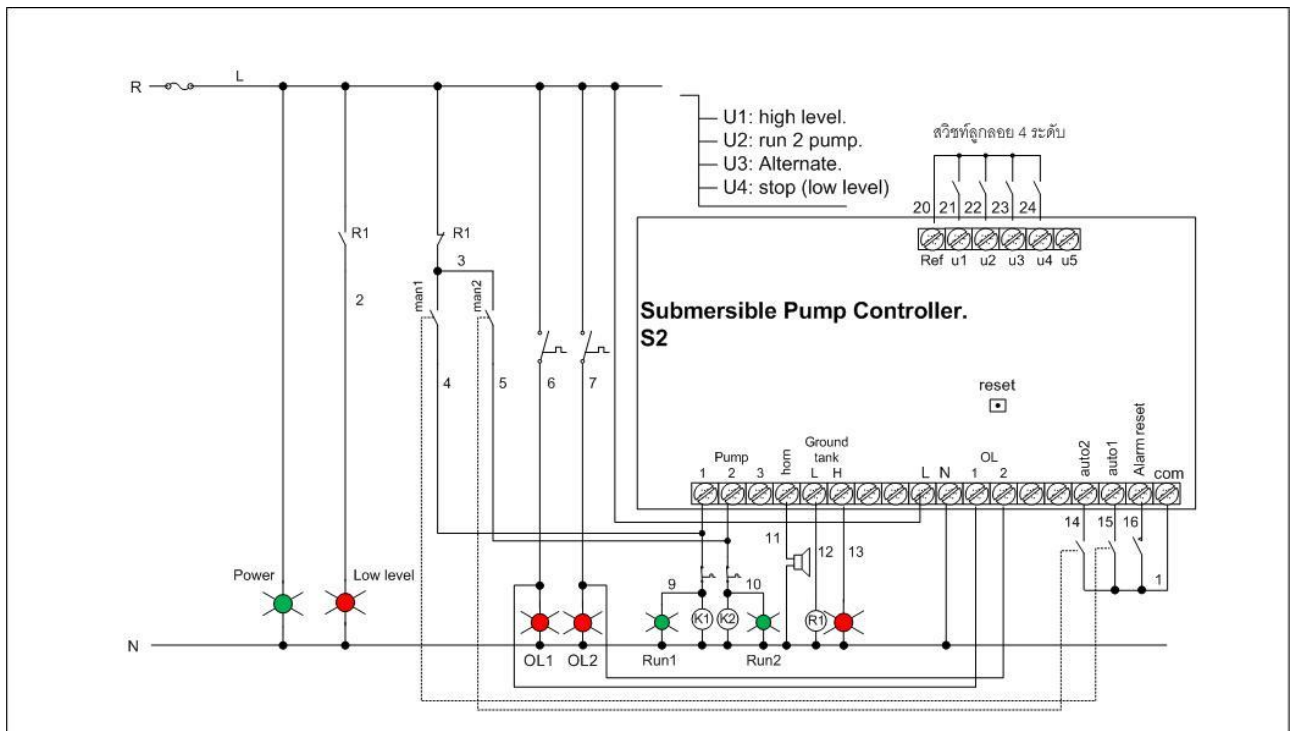 R
L
U1: high level.
U2: run 2 pump.
U3: Alternate.
U4: stop (low level)
สวิชท์ลูกลอย 4 ระดับ
20 21 22 23 24
Ref u1 u2 u3 u4 u5
R1
R1
3
2
man1
man2
Submersible Pump Controller.
S2
4 5 6 7
reset
Pump
1 2 3
horn
Ground
tank
L H
L N
OL
1 2
auto2
auto1
Alarm reset
com
14 15 16
11 12 13
1
Power
Low level
9
10
K1
K2
R1
N
OL1
OL2
Run1
Run2